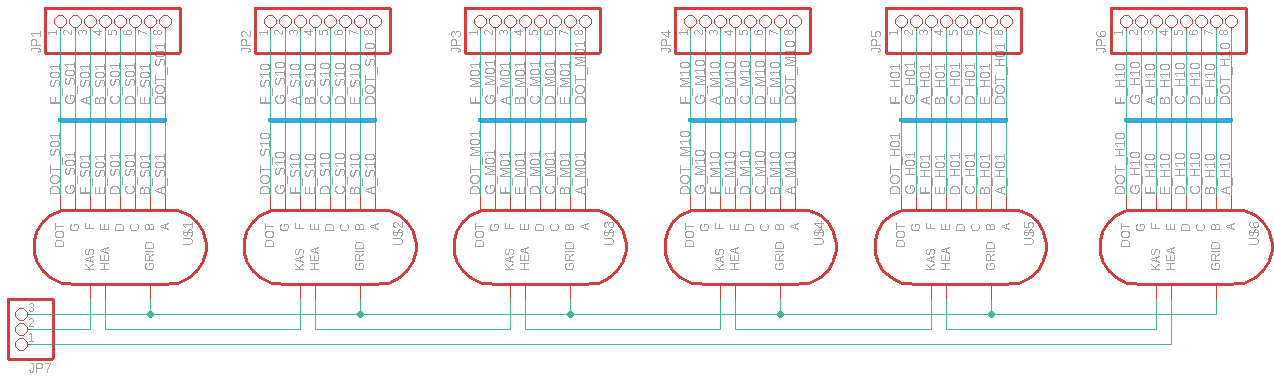 JP1 1 2 3 4 5 6 7 8 JP2 1 2 3 4 5 6 7 8 JP3 1 2 3 4 5 6 7 8 JP4 1 2 3 4 5 6 7 8 JP5 1 2 3 4 5 6 7 8 JP6 1 2 3 4 5 6 7 8
F_S01 G_S01 A_S01 B_S01 C_S01 D_S01 E_S01 DOT_S01 F_S10 G_S10 A_S10 B_S10 C_S10 D_S10 E_S10 DOT_S10 F_M01 G_M01 A_M01 B_M01 C_M01 D_M01 E_M01 DOT_M01 F_M10 G_M10 A_M10 B_M10 C_M10 D_M10 E_M10 DOT_M10 F_H01 G_H01 A_H01 B_H01 C_H01 D_H01 E_H01 DOT_H01 F_H10 G_H10 A_H10 B_H10 C_H10 D_H10 E_H10 DOT_H10
DOT_S01 G_S01 F_S01 E_S01 D_S01 C_S01 B_S01 A_S01 DOT_S10 G_S10 F_S10 E_S10 D_S10 C_S10 B_S10 A_S10 DOT_M01 G_M01 F_M01 E_M01 D_M01 C_M01 B_M01 A_M01 DOT_M10 G_M10 F_M10 E_M10 D_M10 C_M10 B_M10 A_M10 DOT_H01 G_H01 F_H01 E_H01 D_H01 C_H01 B_H01 A_H01 DOT_H10 G_H10 F_H10 E_H10 D_H10 C_H10 B_H10 A_H10
DOT G F E D C B A U$1 DOT G F E D C B A U$2 DOT G F E D C B A U$3 DOT G F E D C B A U$4 DOT G F E D C B A U$5 DOT G F E D C B A U$6
KAS HEA GRID KAS HEA GRID KAS HEA GRID KAS HEA GRID KAS HEA GRID KAS HEA GRID
3
2
1
JP7